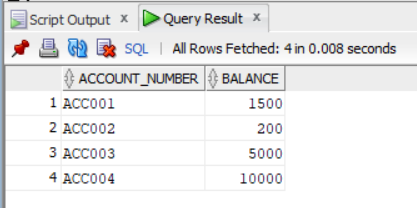 Script Output x Query Result x
SQL | All Rows Fetched: 4 in 0.008 seconds
ACCOUNT_NUMBER BALANCE
1 ACC001 1500
2 ACC002 200
3 ACC003 5000
4 ACC004 10000